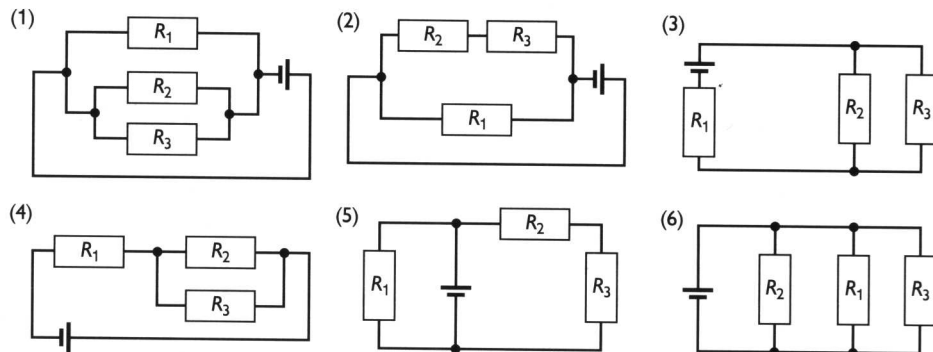 (1) R1 R2 R3
(2) R2 R3 R1
(3) R1 R2 R3
(4) R1 R2 R3
(5) R1 R2 R3
(6) R2 R1 R3